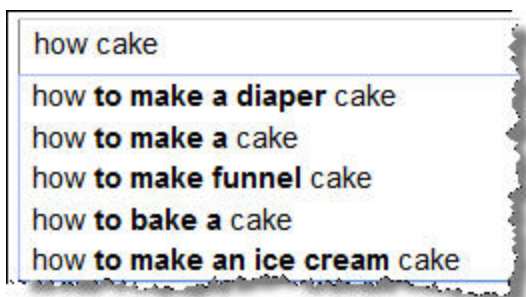 how cake
how to make a diaper cake
how to make a cake
how to make funnel cake
how to bake a cake
how to make an ice cream cake